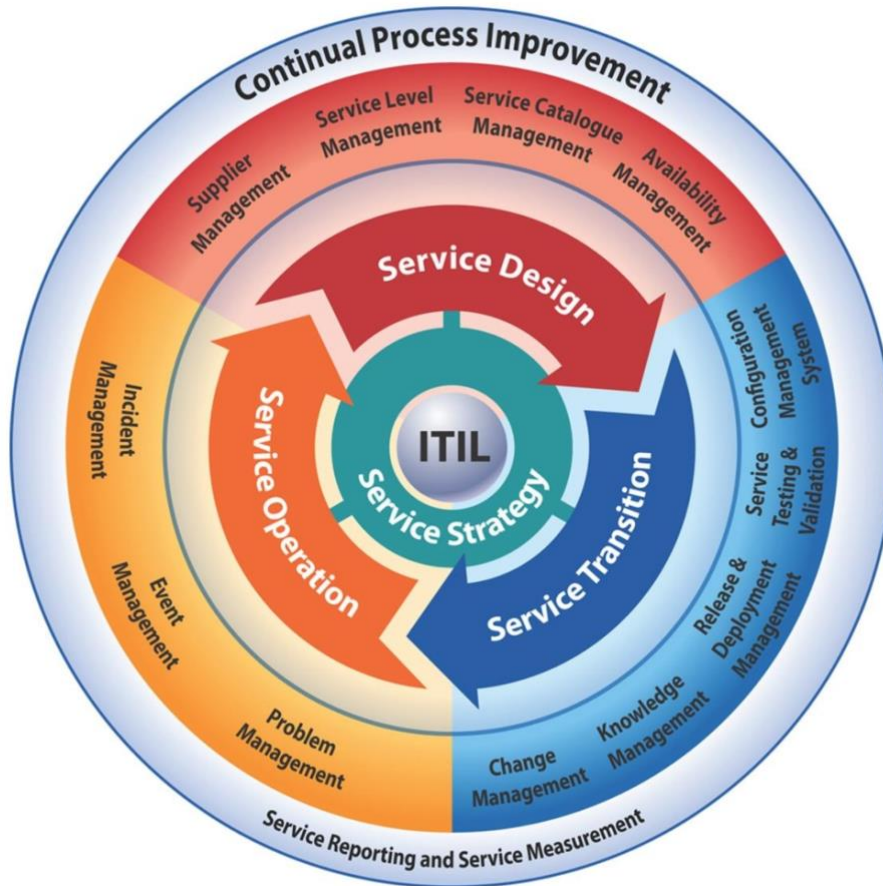 Continual Process Improvement
Supplier
Management
Service Level
Management
Service Catalogue
Management
Availability
Management
Configuration
Management
System
Service
Testing &
Validation
Release &
Deployment
Management
Knowledge
Management
Change
Management
Problem
Management
Event
Management
Incident
Management
Service Design
Service Transition
Service Operation
Service Strategy
ITIL
Service Reporting and Service Measurement